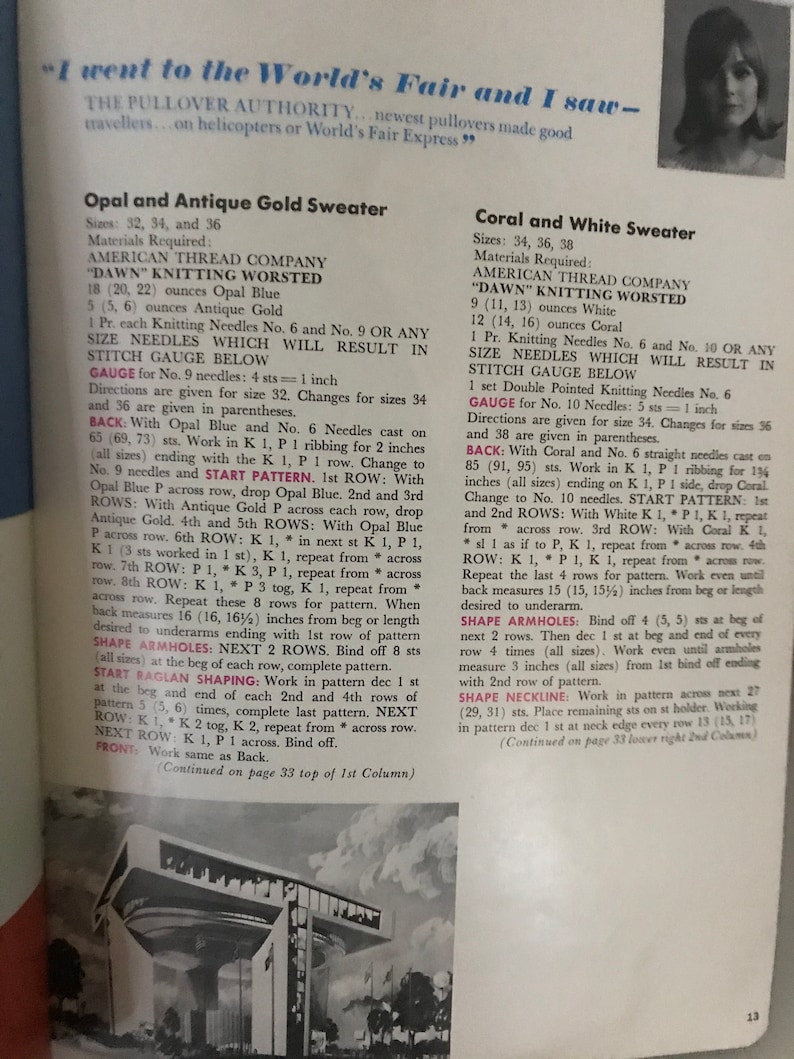 "I went to the World's Fair and I saw—
THE PULLOVER AUTHORITY...newest pullovers made good
travellers...on helicopters or World's Fair Express"
Opal and Antique Gold Sweater
Sizes: 32, 34, and 36
Materials Required:
AMERICAN THREAD COMPANY
"DAWN" KNITTING WORSTED
18 (20, 22) ounces Opal Blue
5 (5, 6) ounces Antique Gold
1 Pr. each Knitting Needles No. 6 and No. 9 OR ANY
SIZE NEEDLES WHICH WILL RESULT IN
STITCH GAUGE BELOW
GAUGE for No. 9 needles: 4 sts = 1 inch
Directions are given for size 32. Changes for sizes 34
and 36 are given in parentheses.
BACK: With Opal Blue and No. 6 Needles cast on
65 (69, 73) sts. Work in K 1, P 1 ribbing for 2 inches
(all sizes) ending with the K 1, P 1 row. Change to
No. 9 needles and START PATTERN. 1st ROW: With
Opal Blue P across row, drop Opal Blue. 2nd and 3rd
ROWS: With Antique Gold P across each row, drop
Antique Gold. 4th and 5th ROWS: With Opal Blue
P across row. 6th ROW: K 1, * in next st K 1, P 1,
K 1 (3 sts worked in 1 st), K 1, repeat from * across
row. 7th ROW: P 1, * K 3, P 1, repeat from * across
row. 8th ROW: K 1, * P 3 tog, K 1, repeat from *
across row. Repeat these 8 rows for pattern. When
back measures 16 (16, 16½) inches from beg or length
desired to underarms ending with 1st row of pattern
SHAPE ARMHOLES: NEXT 2 ROWS. Bind off 8 sts
(all sizes) at the beg of each row, complete pattern.
START RAGLAN SHAPING: Work in pattern dec 1 st
at the beg and end of each 2nd and 4th rows of
pattern 5 (5, 6) times, complete last pattern. NEXT
ROW: K 1, * K 2 tog, K 2, repeat from * across row.
NEXT ROW: K 1, P 1 across. Bind off.
FRONT: Work same as Back.
(Continued on page 33 top of 1st Column)
Coral and White Sweater
Sizes: 34, 36, 38
Materials Required:
AMERICAN THREAD COMPANY
"DAWN" KNITTING WORSTED
9 (11, 13) ounces White
12 (14, 16) ounces Coral
1 Pr. Knitting Needles No. 6 and No. 10 OR ANY
SIZE NEEDLES WHICH WILL RESULT IN
STITCH GAUGE BELOW
1 set Double Pointed Knitting Needles No. 6
GAUGE for No. 10 Needles: 5 sts = 1 inch
Directions are given for size 34. Changes for sizes 36
and 38 are given in parentheses.
BACK: With Coral and No. 6 straight needles cast on
85 (91, 95) sts. Work in K 1, P 1 ribbing for 1¾
inches (all sizes) ending on K 1, P 1 side, drop Coral.
Change to No. 10 needles. START PATTERN: 1st
and 2nd ROWS: With White K 1, * P 1, K 1, repeat
from * across row. 3rd ROW: With Coral K 1,
* sl 1 as if to P, K 1, repeat from * across row. 4th
ROW: K 1, * P 1, K 1, repeat from * across row.
Repeat the last 4 rows for pattern. Work even until
back measures 15 (15, 15½) inches from beg or length
desired to underarm.
SHAPE ARMHOLES: Bind off 4 (5, 5) sts at beg of
next 2 rows. Then dec 1 st at beg and end of every
row 4 times (all sizes). Work even until armholes
measure 3 inches (all sizes) from 1st bind off ending
with 2nd row of pattern.
SHAPE NECKLINE: Work in pattern across next 27
(29, 31) sts. Place remaining sts on st holder. Working
in pattern dec 1 st at neck edge every row 13 (15, 17)
(Continued on page 33 lower right 2nd Column)
13